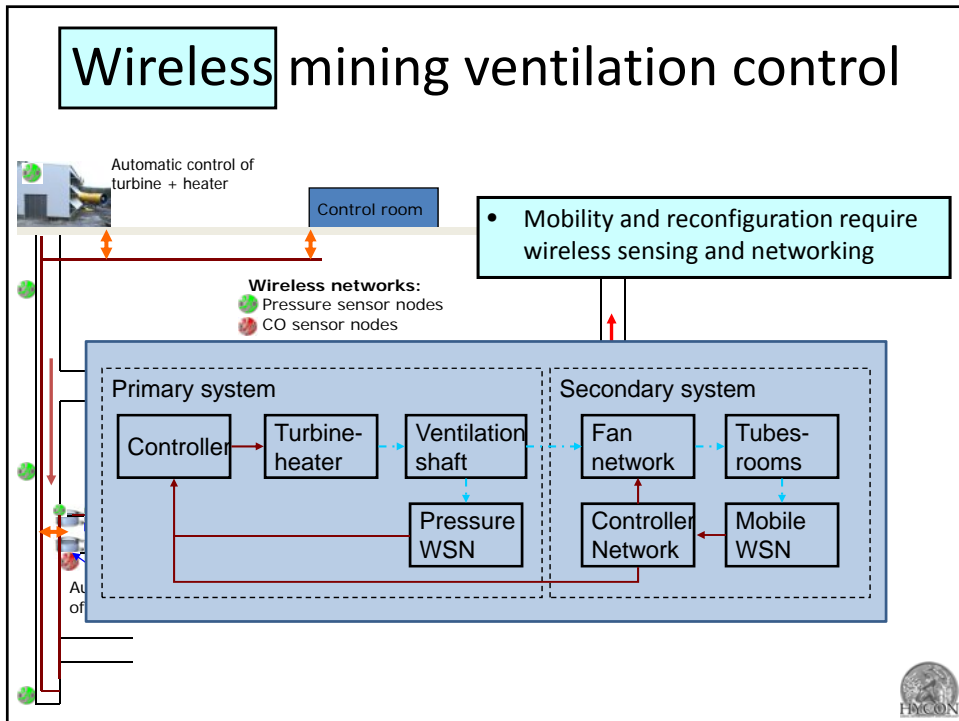 Wireless mining ventilation control
Automatic control of
turbine + heater
Control room
• Mobility and reconfiguration require
wireless sensing and networking
Wireless networks:
Pressure sensor nodes
CO sensor nodes
Primary system
Secondary system
Controller
Turbine-
heater
Ventilation
shaft
Fan
network
Tubes-
rooms
Pressure
WSN
Controller
Network
Mobile
WSN
of
HYCON